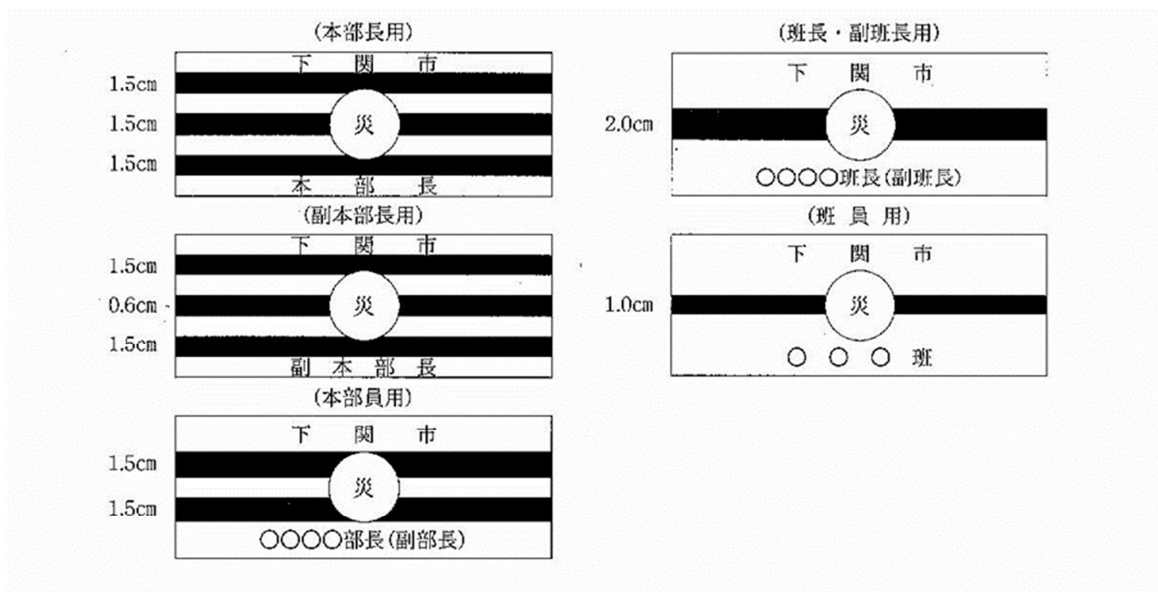 (本部長用)
下関市
1.5cm
1.5cm
災
1.5cm
本部長
(副本部長用)
下関市
1.5cm
0.6cm
災
1.5cm
副本部長
(本部員用)
下関市
1.5cm
災
1.5cm
○○○○部長(副部長)
(班長・副班長用)
下関市
2.0cm
災
○○○○班長(副班長)
(班員用)
下関市
1.0cm
災
○○○班